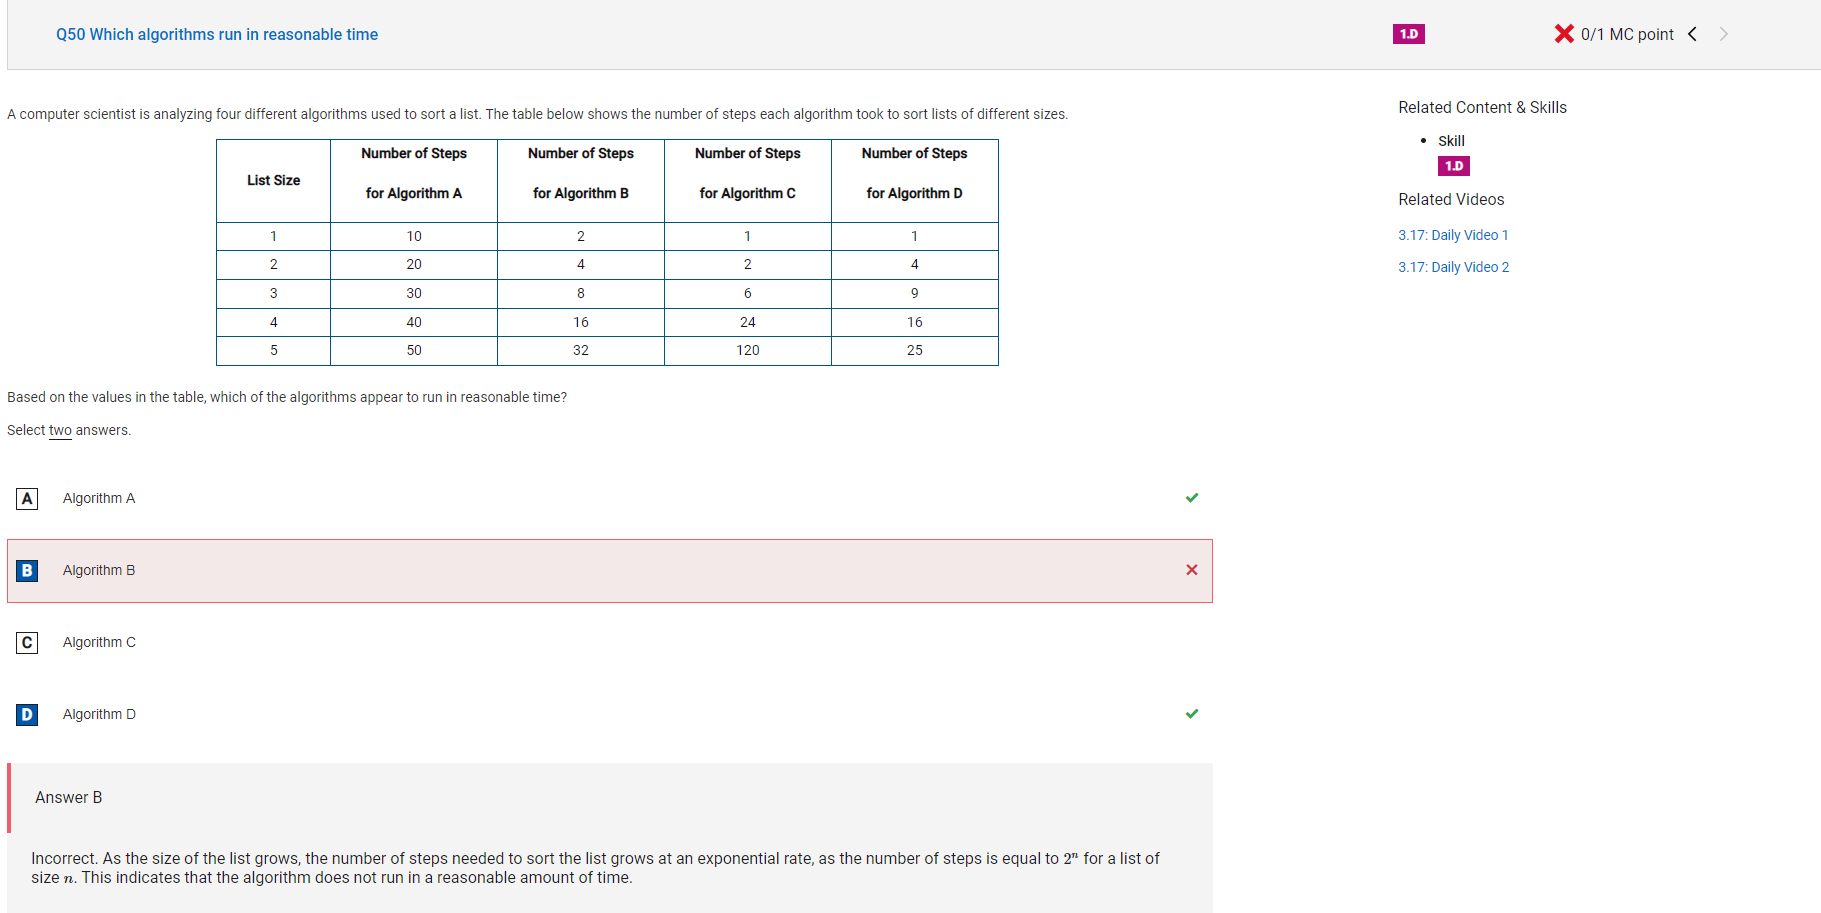 Q50 Which algorithms run in reasonable time
1.D
0/1 MC point
A computer scientist is analyzing four different algorithms used to sort a list. The table below shows the number of steps each algorithm took to sort lists of different sizes.
List Size | Number of Steps for Algorithm A | Number of Steps for Algorithm B | Number of Steps for Algorithm C | Number of Steps for Algorithm D
1 | 10 | 2 | 1 | 1
2 | 20 | 4 | 2 | 4
3 | 30 | 8 | 6 | 9
4 | 40 | 16 | 24 | 16
5 | 50 | 32 | 120 | 25
Based on the values in the table, which of the algorithms appear to run in reasonable time?
Select two answers.
A Algorithm A
B Algorithm B
C Algorithm C
D Algorithm D
Answer B
Incorrect. As the size of the list grows, the number of steps needed to sort the list grows at an exponential rate, as the number of steps is equal to 2ⁿ for a list of
size n. This indicates that the algorithm does not run in a reasonable amount of time.
Related Content & Skills
• Skill
1.D
Related Videos
3.17: Daily Video 1
3.17: Daily Video 2